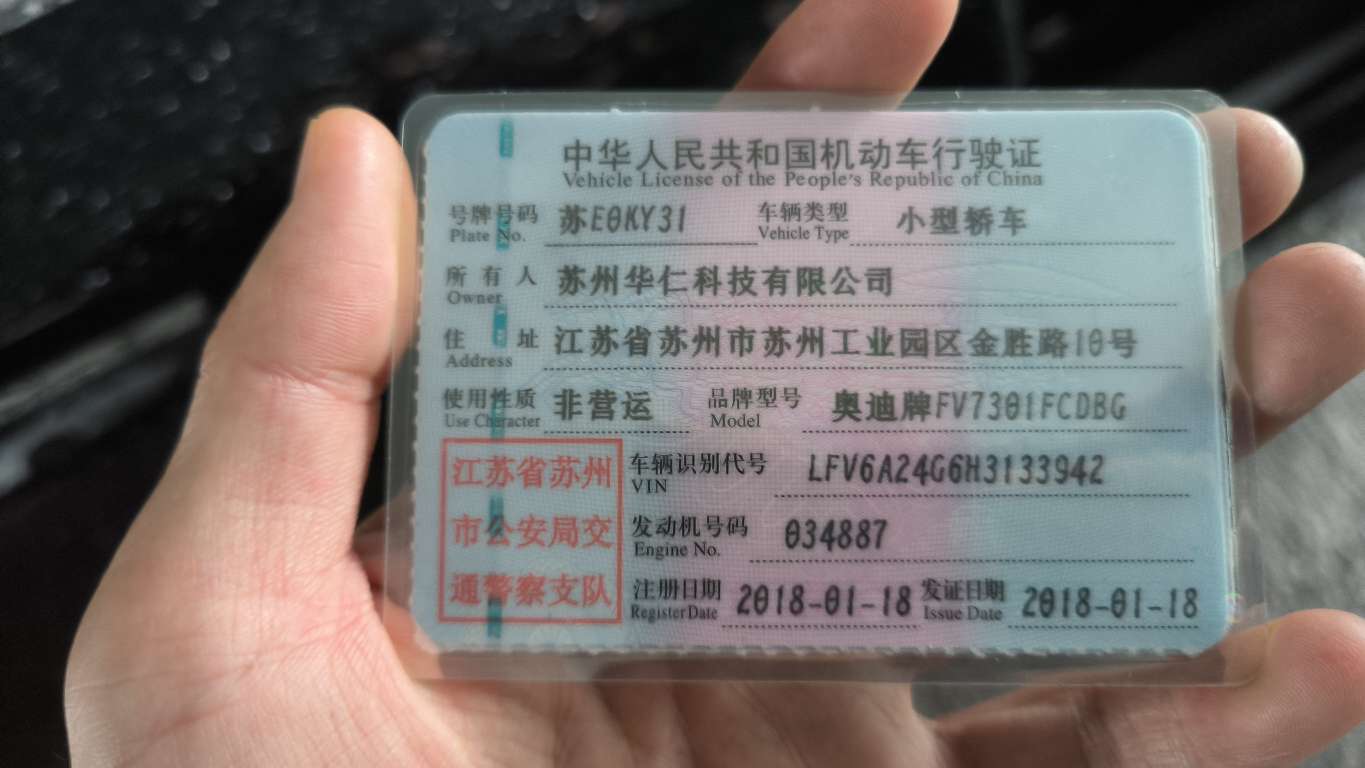 中华人民共和国机动车行驶证
Vehicle License of the People's Republic of China
号牌号码 苏E0KY31 车辆类型 小型轿车
Plate No. Vehicle Type
所有人 苏州华仁科技有限公司
Owner
住址 江苏省苏州市苏州工业园区金胜路10号
Address
使用性质 非营运 品牌型号 奥迪牌FV7301FCDBG
Use Character Model
江苏省苏州
市公安局交
通警察支队
车辆识别代号 LFV6A24G6H3133942
VIN
发动机号码 034887
Engine No.
注册日期 2018-01-18 发证日期 2018-01-18
Register Date Issue Date